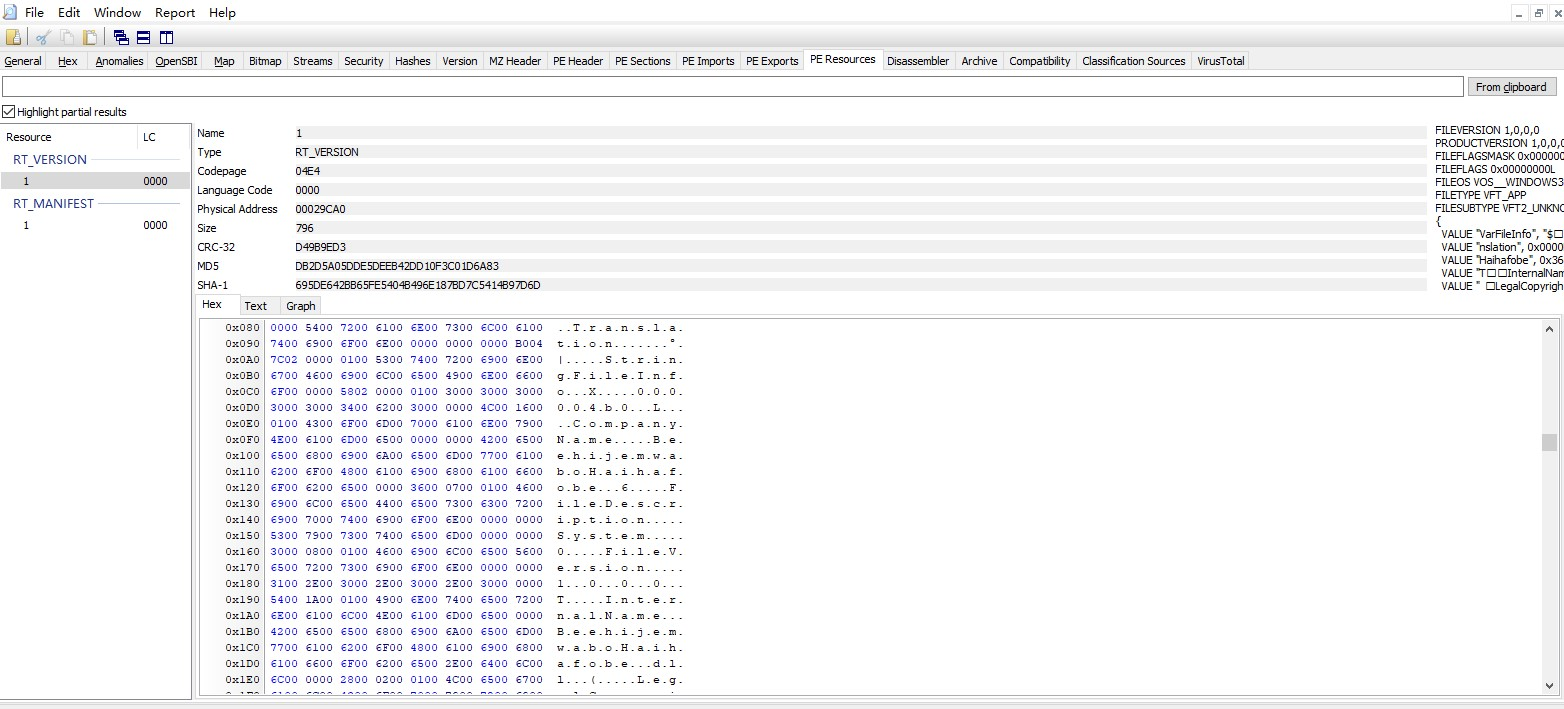 File Edit Window Report Help
General Hex Anomalies OpenSBI Map Bitmap Streams Security Hashes Version MZ Header PE Header PE Sections PE Imports PE Exports PE Resources Disassembler Archive Compatibility Classification Sources VirusTotal
From clipboard
Highlight partial results
Resource LC
RT_VERSION
1 0000
RT_MANIFEST
1 0000
Name 1
Type RT_VERSION
Codepage 04E4
Language Code 0000
Physical Address 00029CA0
Size 796
CRC-32 D49B9ED3
MD5 DB2D5A05DDE5DEEB42DD10F3C01D6A83
SHA-1 695DE642BB65FE5404B496E187BD7C5414B97D6D
FILEVERSION 1,0,0,0
PRODUCTVERSION 1,0,0,0
FILEFLAGSMASK 0x000000
FILEFLAGS 0x00000000L
FILEOS VOS__WINDOWS3
FILETYPE VFT_APP
FILESUBTYPE VFT2_UNKNO
{
VALUE "VarFileInfo", "$□
VALUE "nslation", 0x0000
VALUE "Haihafobe", 0x36
VALUE "T□□InternalNam
VALUE " □LegalCopyrigh
Hex Text Graph
0x080 0000 5400 7200 6100 6E00 7300 6C00 6100 ..T.r.a.n.s.l.a.
0x090 7400 6900 6F00 6E00 0000 0000 0000 B004 t.i.o.n.......°.
0x0A0 7C02 0000 0100 5300 7400 7200 6900 6E00 |.....S.t.r.i.n.
0x0B0 6700 4600 6900 6C00 6500 4900 6E00 6600 g.F.i.l.e.I.n.f.
0x0C0 6F00 0000 5802 0000 0100 3000 3000 3000 o...X.....0.0.0.
0x0D0 3000 3000 3400 6200 3000 0000 4C00 1600 0.0.4.b.0...L...
0x0E0 0100 4300 6F00 6D00 7000 6100 6E00 7900 ..C.o.m.p.a.n.y.
0x0F0 4E00 6100 6D00 6500 0000 0000 4200 6500 N.a.m.e.....B.e.
0x100 6500 6800 6900 6A00 6500 6D00 7700 6100 e.h.i.j.e.m.w.a.
0x110 6200 6F00 4800 6100 6900 6800 6100 6600 b.o.H.a.i.h.a.f.
0x120 6F00 6200 6500 0000 3600 0700 0100 4600 o.b.e...6.....F.
0x130 6900 6C00 6500 4400 6500 7300 6300 7200 i.l.e.D.e.s.c.r.
0x140 6900 7000 7400 6900 6F00 6E00 0000 0000 i.p.t.i.o.n.....
0x150 5300 7900 7300 7400 6500 6D00 0000 0000 S.y.s.t.e.m.....
0x160 3000 0800 0100 4600 6900 6C00 6500 5600 0.....F.i.l.e.V.
0x170 6500 7200 7300 6900 6F00 6E00 0000 0000 e.r.s.i.o.n.....
0x180 3100 2E00 3000 2E00 3000 2E00 3000 0000 1...0...0...0...
0x190 5400 1A00 0100 4900 6E00 7400 6500 7200 T.....I.n.t.e.r.
0x1A0 6E00 6100 6C00 4E00 6100 6D00 6500 0000 n.a.l.N.a.m.e...
0x1B0 4200 6500 6500 6800 6900 6A00 6500 6D00 B.e.e.h.i.j.e.m.
0x1C0 7700 6100 6200 6F00 4800 6100 6900 6800 w.a.b.o.H.a.i.h.
0x1D0 6100 6600 6F00 6200 6500 2E00 6400 6C00 a.f.o.b.e...d.l.
0x1E0 6C00 0000 2800 0200 0100 4C00 6500 6700 l...(.....L.e.g.